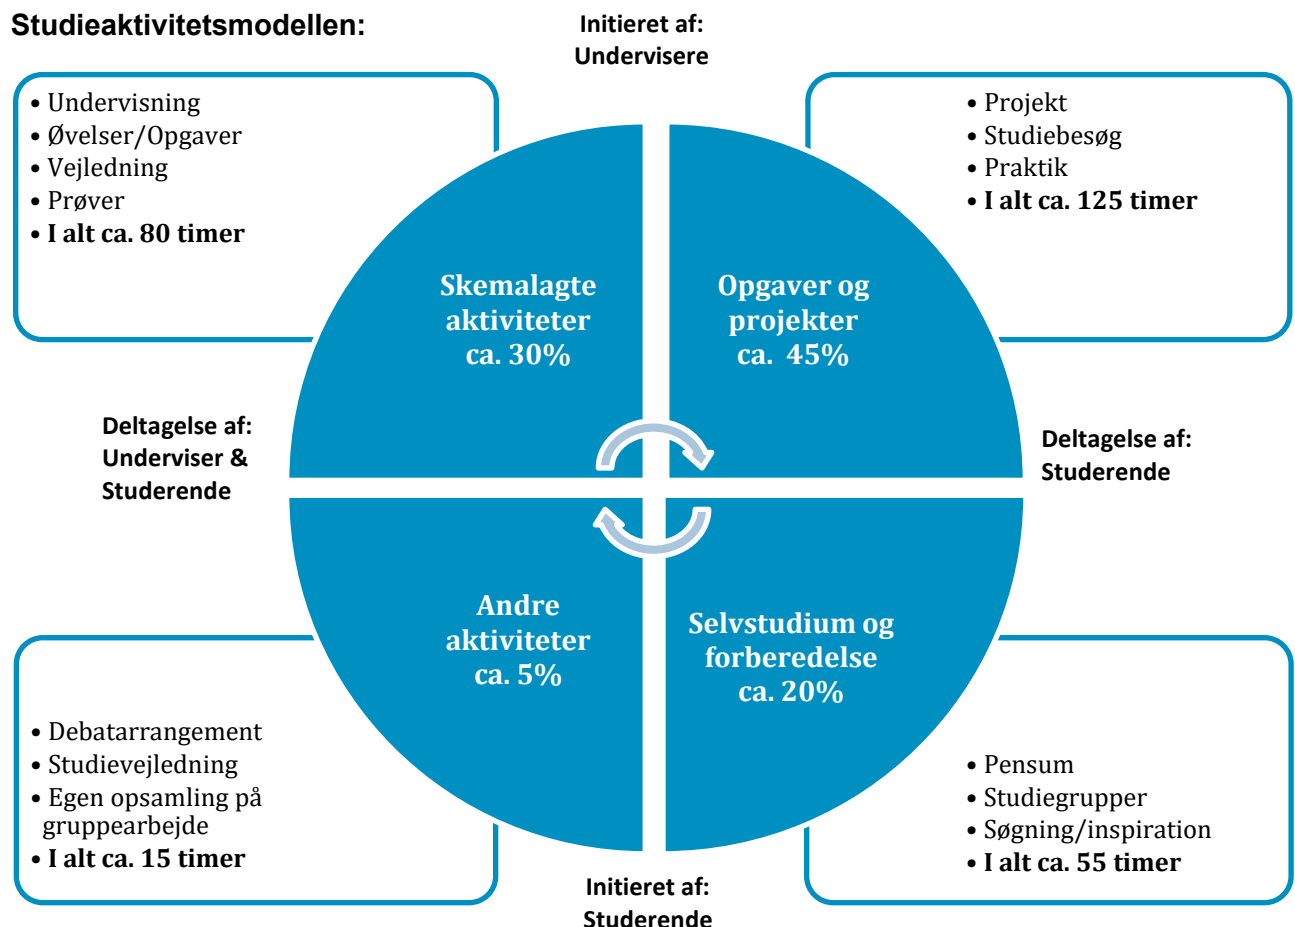 Studieaktivitetsmodellen:
Initieret af:
Undervisere
• Undervisning
• Øvelser/Opgaver
• Vejledning
• Prøver
• I alt ca. 80 timer
• Projekt
• Studiebesøg
• Praktik
• I alt ca. 125 timer
Skemalagte
aktiviteter
ca. 30%
Opgaver og
projekter
ca.  45%
Deltagelse af:
Underviser &
Studerende
Deltagelse af:
Studerende
Andre
aktiviteter
ca. 5%
Selvstudium og
forberedelse
ca. 20%
• Debatarrangement
• Studievejledning
• Egen opsamling på
gruppearbejde
• I alt ca. 15 timer
• Pensum
• Studiegrupper
• Søgning/inspiration
• I alt ca. 55 timer
Initieret af:
Studerende